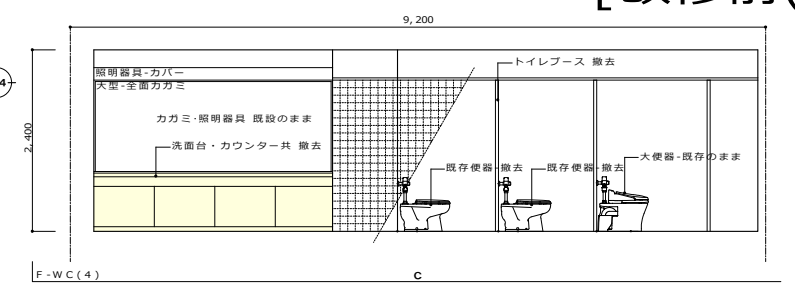 9,200
トイレブース 撤去
照明器具-カバー
大型-全面カガミ
4
カガミ·照明器具 既設のまま
2,400
洗面台・カウンター共 撤去
既存便器-撤去
既存便器-撤去
大便器-既存のまま
F-WC(4)
C